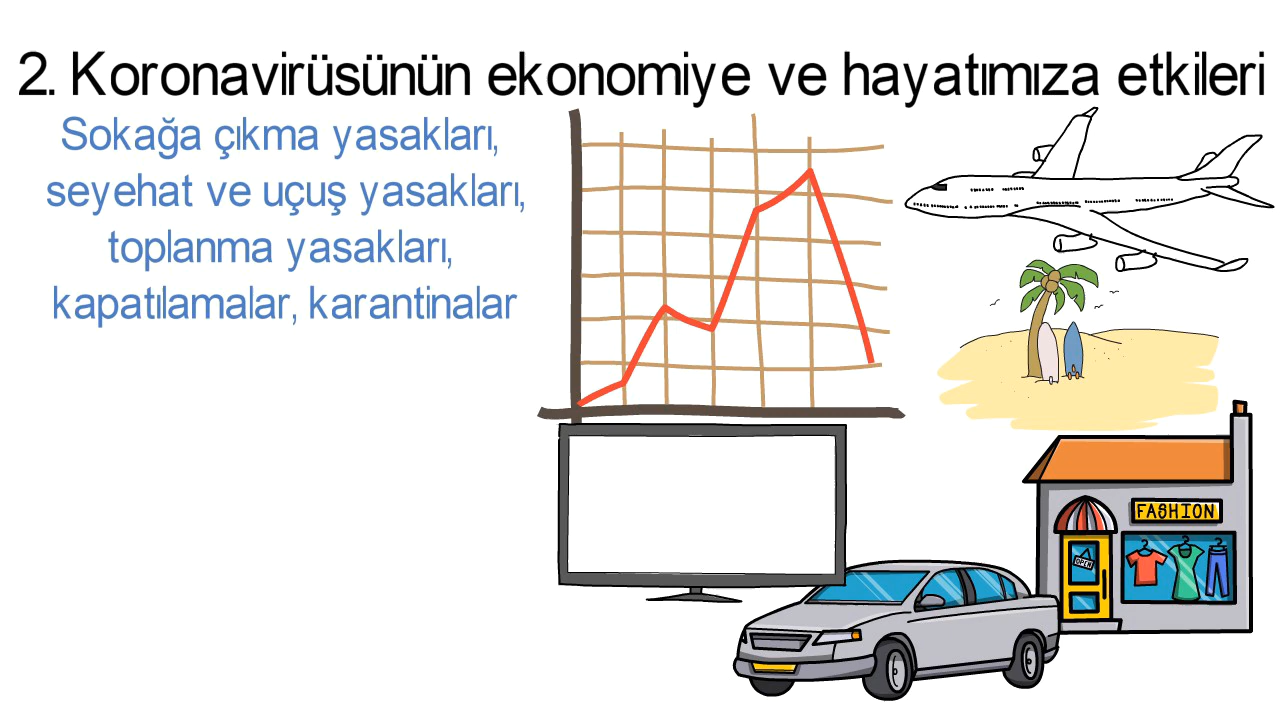 2. Koronavirüsünün ekonomiye ve hayatımıza etkileri
Sokağa çıkma yasakları,
seyehat ve uçuş yasakları,
toplanma yasakları,
kapatılamalar, karantinalar
FASHION
OPEN